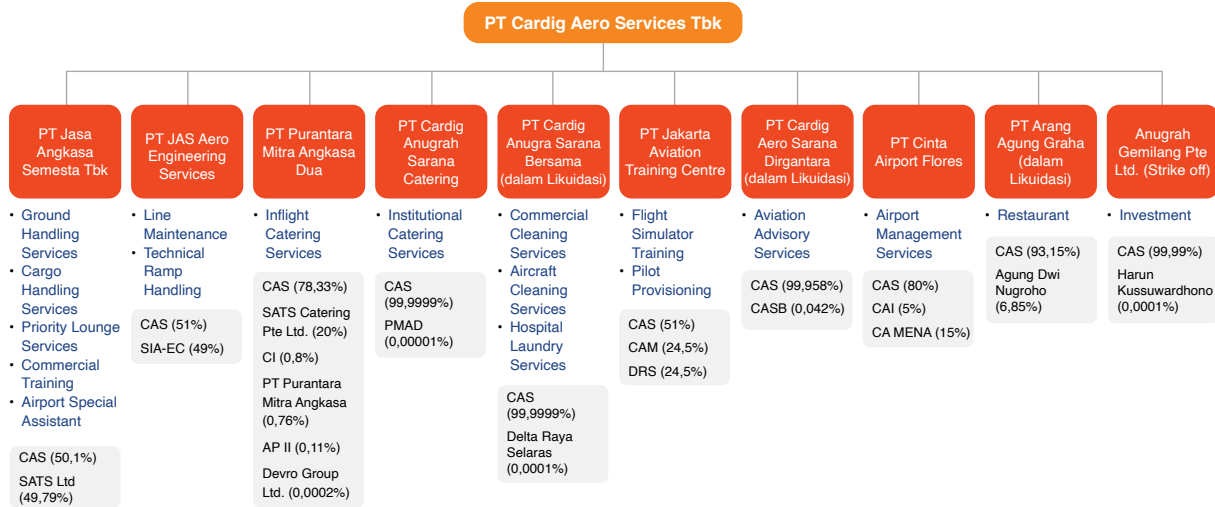 PT Cardig Aero Services Tbk
PT Jasa
Angkasa
Semesta Tbk
• Ground
Handling
Services
• Cargo
Handling
Services
• Priority Lounge
Services
• Commercial
Training
• Airport Special
Assistant
CAS (50,1%)
SATS Ltd
(49,79%)
PT JAS Aero
Engineering
Services
• Line
Maintenance
• Technical
Ramp
Handling
CAS (51%)
SIA-EC (49%)
PT Purantara
Mitra Angkasa
Dua
• Inflight
Catering
Services
CAS (78,33%)
SATS Catering
Pte Ltd. (20%)
CI (0,8%)
PT Purantara
Mitra Angkasa
(0,76%)
AP II (0,11%)
Devro Group
Ltd. (0,0002%)
PT Cardig
Anugrah
Sarana
Catering
• Institutional
Catering
Services
CAS
(99,9999%)
PMAD
(0,00001%)
PT Cardig
Anugra Sarana
Bersama
(dalam Likuidasi)
• Commercial
Cleaning
Services
• Aircraft
Cleaning
Services
• Hospital
Laundry
Services
CAS
(99,9999%)
Delta Raya
Selaras
(0,0001%)
PT Jakarta
Aviation
Training Centre
• Flight
Simulator
Training
• Pilot
Provisioning
CAS (51%)
CAM (24,5%)
DRS (24,5%)
PT Cardig
Aero Sarana
Dirgantara
(dalam Likuidasi)
• Aviation
Advisory
Services
CAS (99,958%)
CASB (0,042%)
PT Cinta
Airport Flores
• Airport
Management
Services
CAS (80%)
CAI (5%)
CA MENA (15%)
PT Arang
Agung Graha
(dalam
Likuidasi)
• Restaurant
CAS (93,15%)
Agung Dwi
Nugroho
(6,85%)
Anugrah
Gemilang Pte
Ltd. (Strike off)
• Investment
CAS (99,99%)
Harun
Kussuwardhono
(0,0001%)